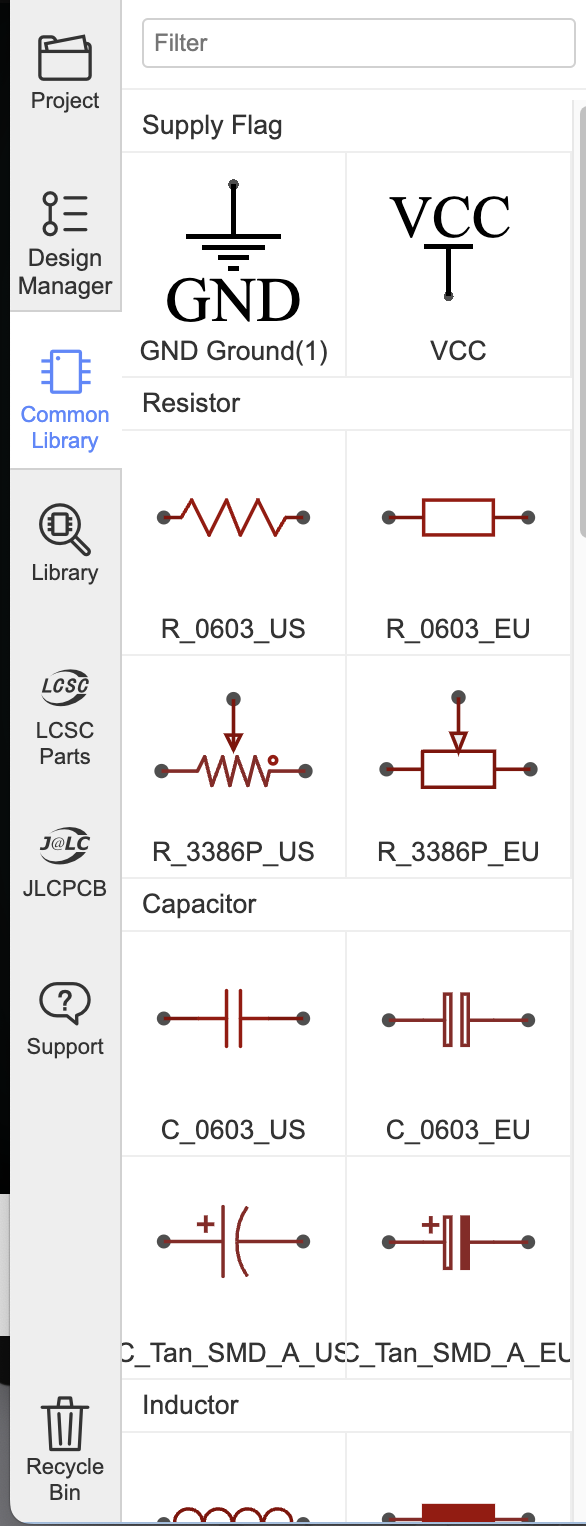 Project
Design
Manager
Common
Library
Library
LCSC
LCSC
Parts
J@LC
JLCPCB
?
Support
Recycle
Bin
Filter
Supply Flag
GND
VCC
GND Ground(1)
VCC
Resistor
R_0603_US
R_0603_EU
R_3386P_US
R_3386P_EU
Capacitor
C_0603_US
C_0603_EU
+
+
C_Tan_SMD_A_US
C_Tan_SMD_A_EU
Inductor